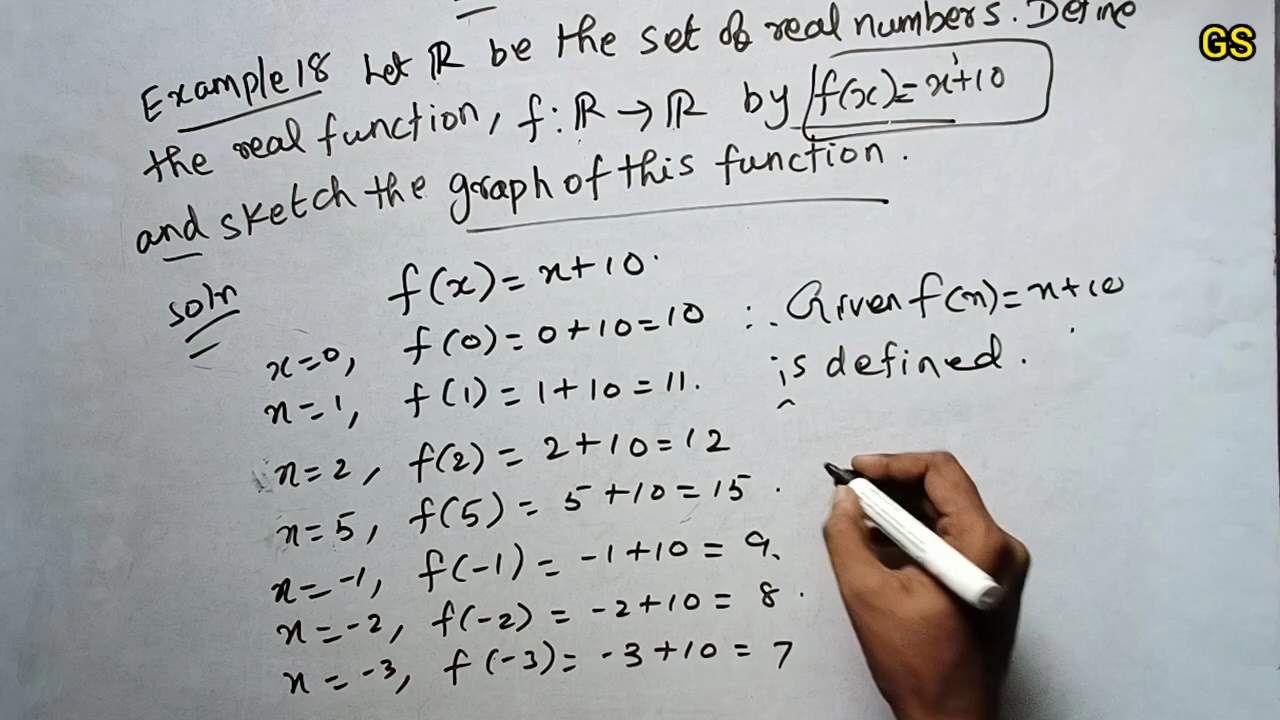 GS
Example 18 Let ℝ be the set of real numbers. Define
the real function, f: ℝ → ℝ by f(x) = x+10
and sketch the graph of this function.
soln
f(x) = x+10.
x=0, f(0) = 0+10 = 10
x=1, f(1) = 1+10 = 11.
x=2, f(2) = 2+10 = 12
x=5, f(5) = 5+10 = 15.
x=-1, f(-1) = -1+10 = 9.
x=-2, f(-2) = -2+10 = 8.
x=-3, f(-3) = -3+10 = 7
∴ Given f(x) = x+10
is defined.